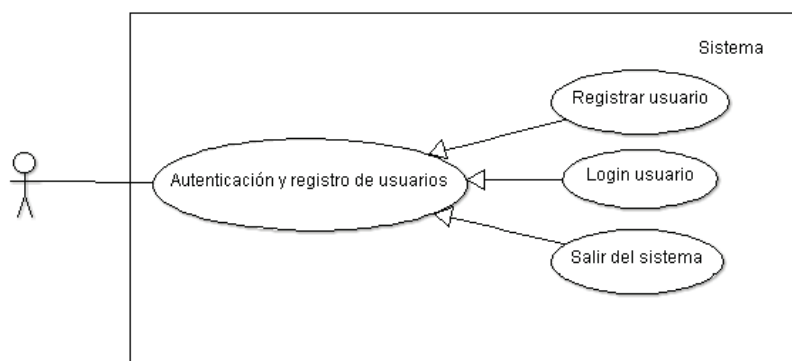 Sistema
Registrar usuario
Autenticación y registro de usuarios
Login usuario
Salir del sistema